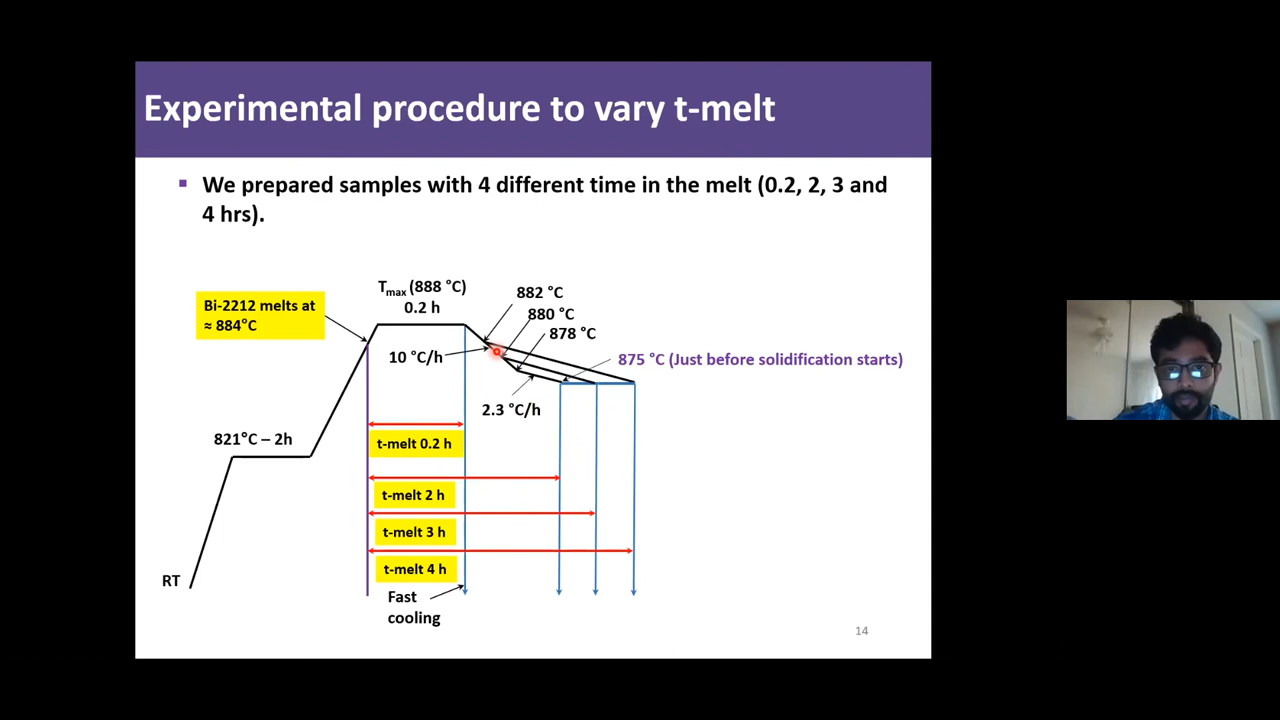 Experimental procedure to vary t-melt
▪ We prepared samples with 4 different time in the melt (0.2, 2, 3 and
4 hrs).
Bi-2212 melts at
≈ 884°C
Tmax (888 °C)
0.2 h
882 °C
880 °C
878 °C
10 °C/h
875 °C (Just before solidification starts)
2.3 °C/h
821°C – 2h
t-melt 0.2 h
t-melt 2 h
t-melt 3 h
t-melt 4 h
RT
Fast
cooling
14